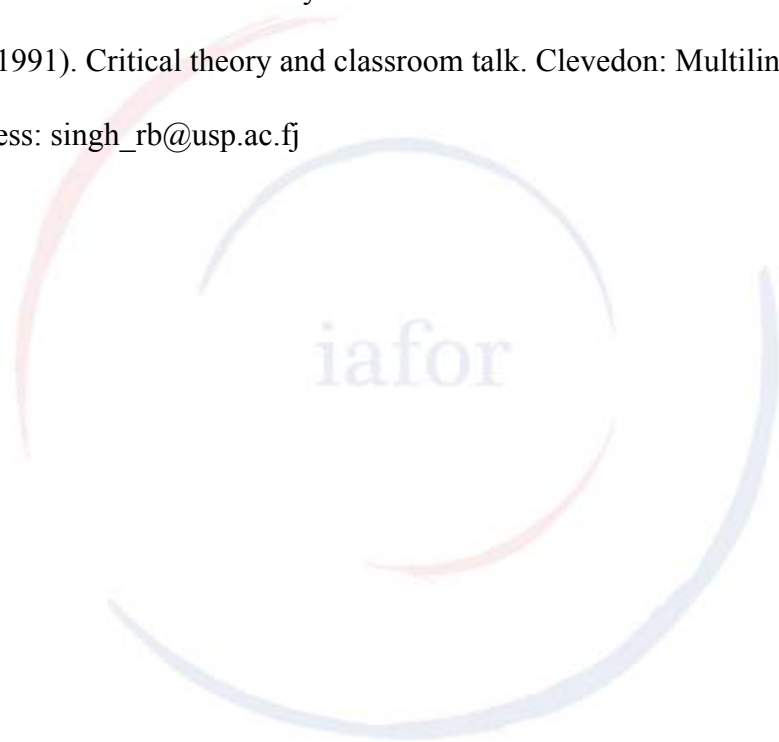 1991). Critical theory and classroom talk. Clevedon: Multilin
ess: singh_rb@usp.ac.fj
iafor